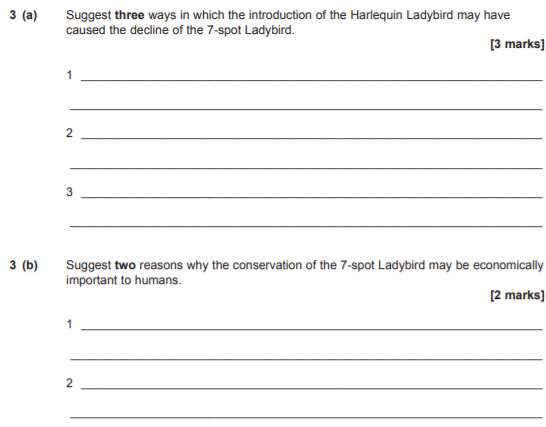 3 (a) Suggest three ways in which the introduction of the Harlequin Ladybird may have
caused the decline of the 7-spot Ladybird.
[3 marks]
1
2
3
3 (b) Suggest two reasons why the conservation of the 7-spot Ladybird may be economically
important to humans.
[2 marks]
1
2